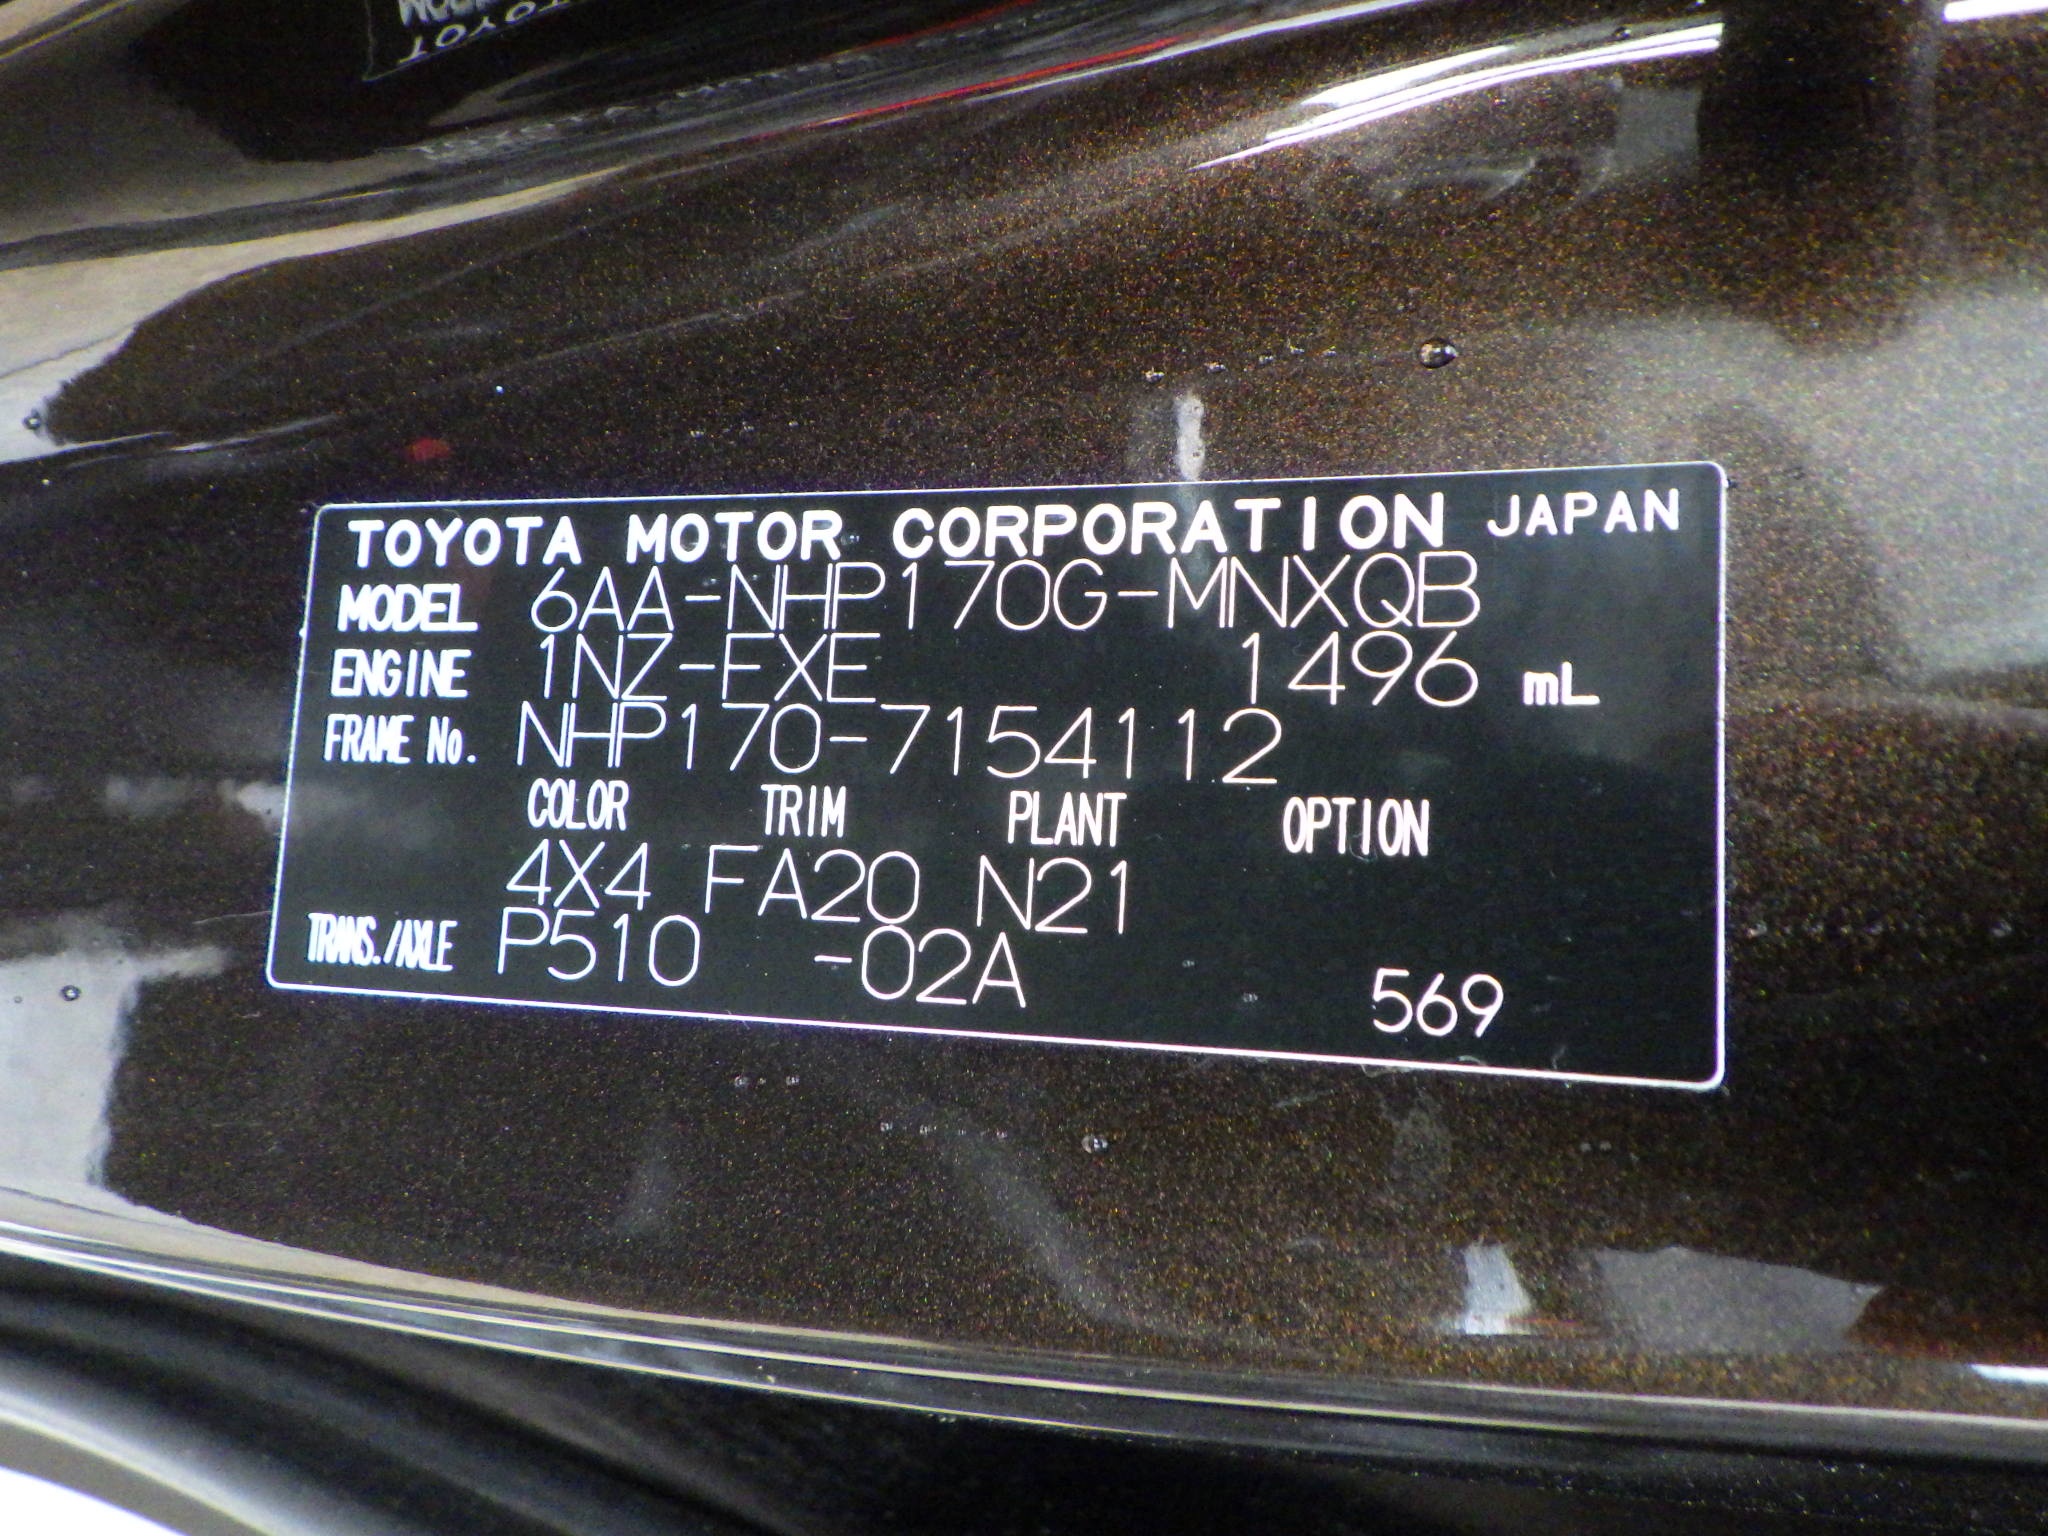 TOYOTA MOTOR CORPORATION JAPAN
MODEL 6AA-NHP170G-MNXQB
ENGINE 1NZ-FXE 1496 mL
FRAME No. NHP170-7154112
COLOR TRIM PLANT OPTION
4X4 FA20 N21
TRANS./AXLE P510 -02A
569